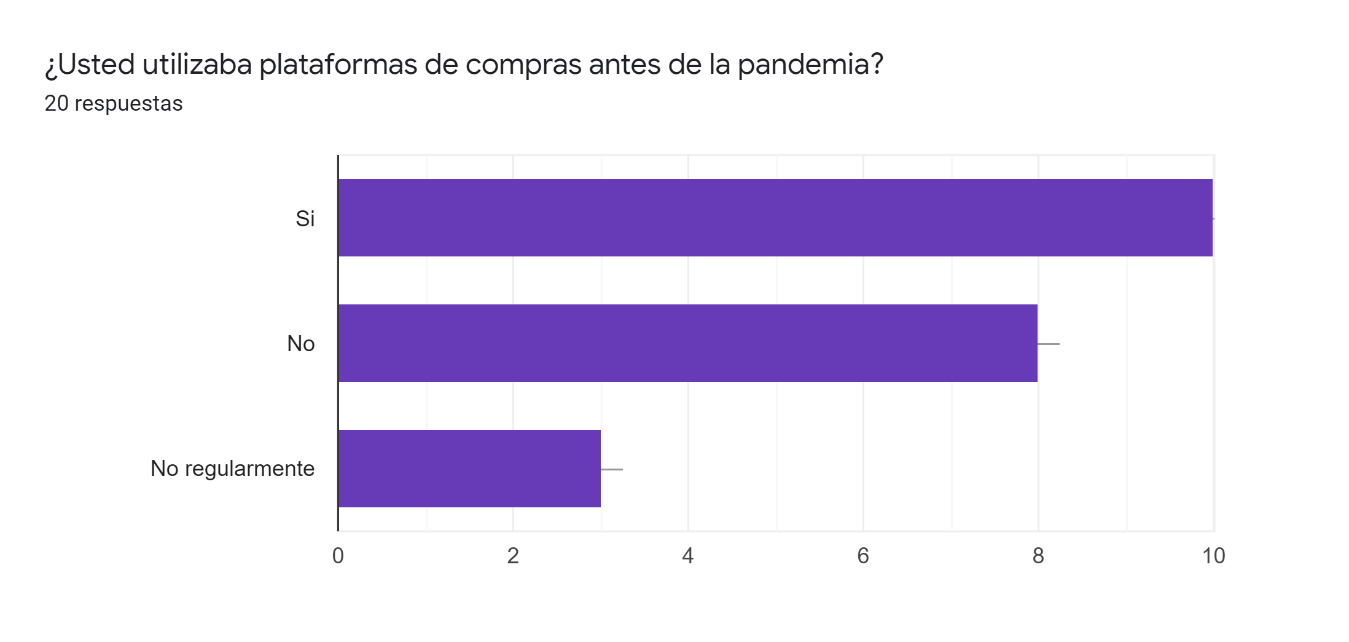 ¿Usted utilizaba plataformas de compras antes de la pandemia?
20 respuestas
Si
No
No regularmente
0 2 4 6 8 10